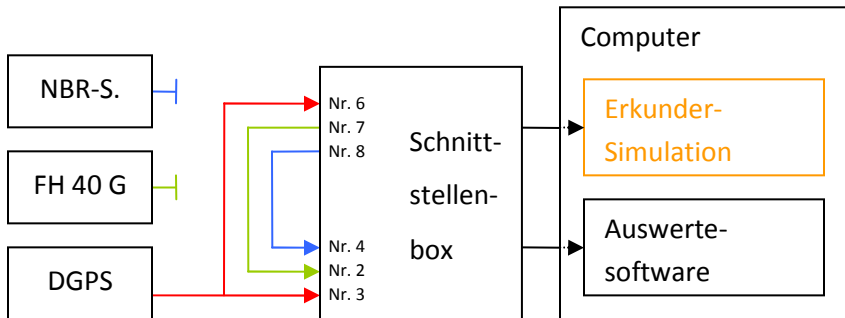 NBR-S.
FH 40 G
DGPS
Nr. 6
Nr. 7
Nr. 8
Nr. 4
Nr. 2
Nr. 3
Schnitt-
stellen-
box
Computer
Erkunder-
Simulation
Auswerte-
software